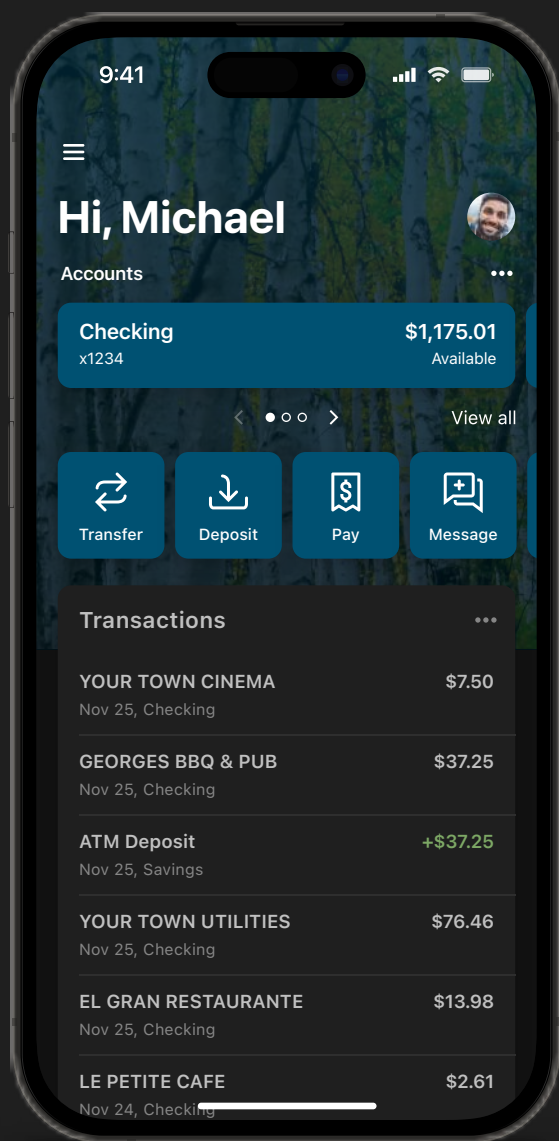 9:41
Hi, Michael
Accounts
Checking $1,175.01
x1234 Available
View all
Transfer Deposit Pay Message
Transactions
YOUR TOWN CINEMA $7.50
Nov 25, Checking
GEORGES BBQ & PUB $37.25
Nov 25, Checking
ATM Deposit +$37.25
Nov 25, Savings
YOUR TOWN UTILITIES $76.46
Nov 25, Checking
EL GRAN RESTAURANTE $13.98
Nov 25, Checking
LE PETITE CAFE $2.61
Nov 24, Checking